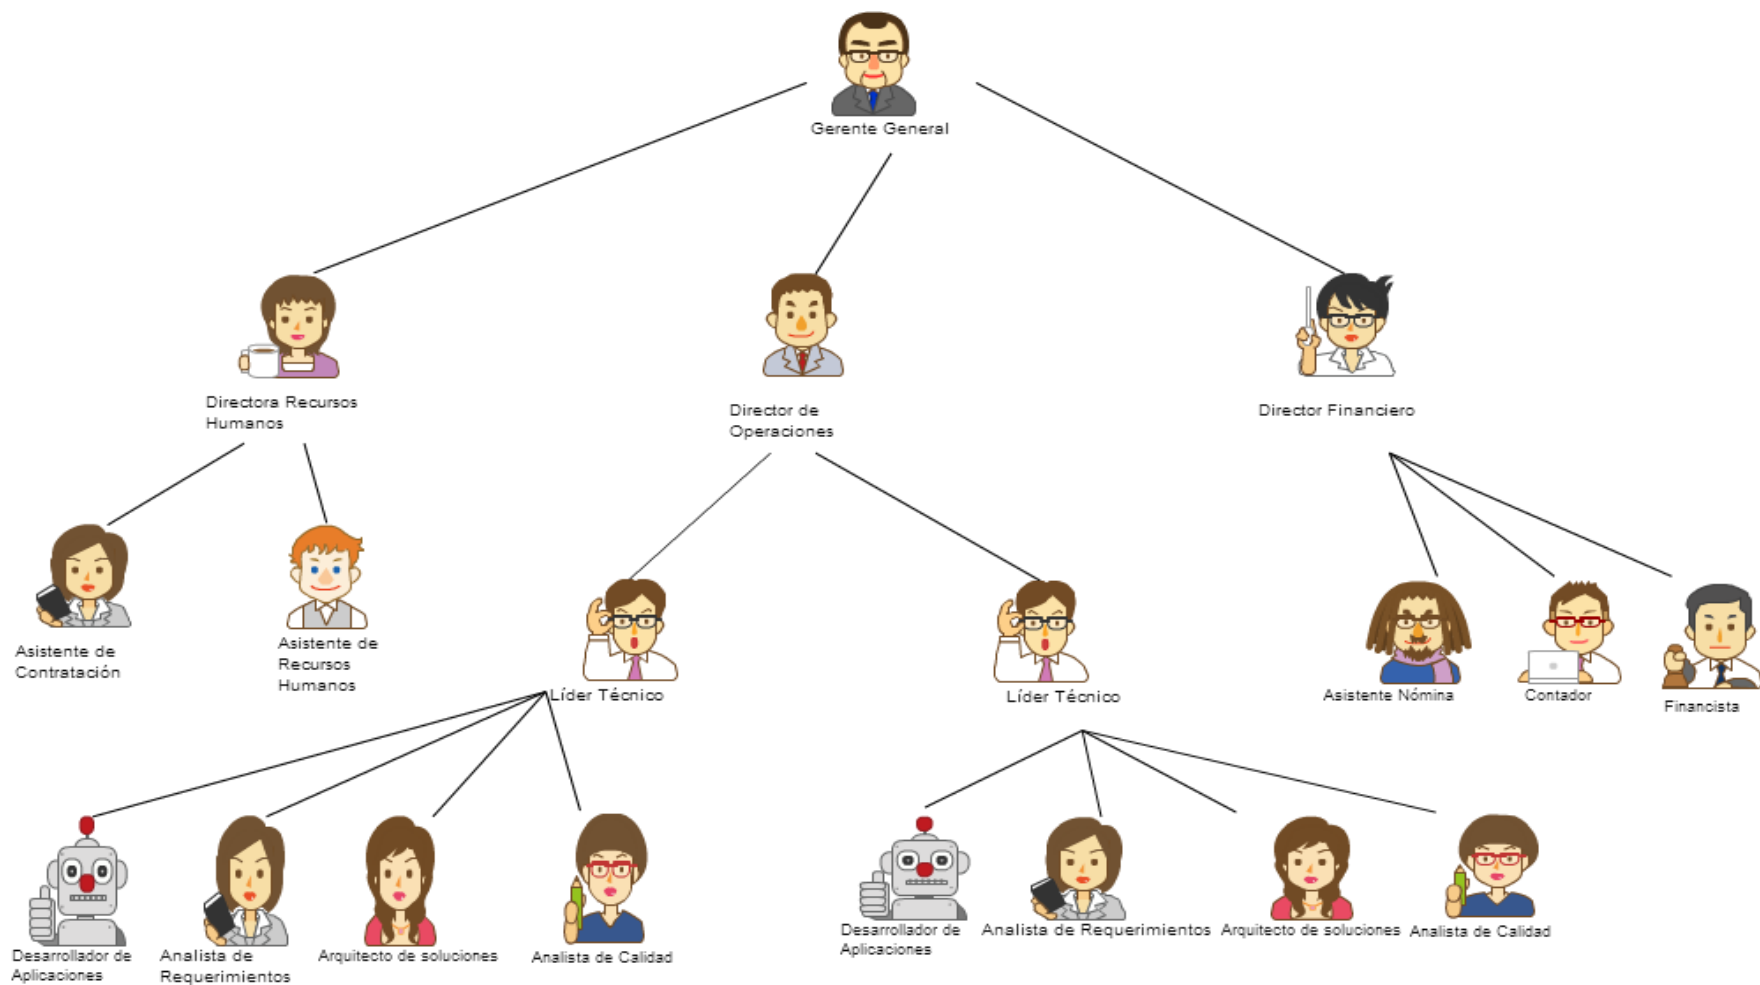 Gerente General
Directora Recursos
Humanos
Director de
Operaciones
Director Financiero
Asistente de
Contratación
Asistente de
Recursos
Humanos
Líder Técnico
Líder Técnico
Asistente Nómina
Contador
Financista
Desarrollador de
Aplicaciones
Analista de
Requerimientos
Arquitecto de soluciones
Analista de Calidad
Desarrollador de
Aplicaciones
Analista de Requerimientos
Arquitecto de soluciones
Analista de Calidad